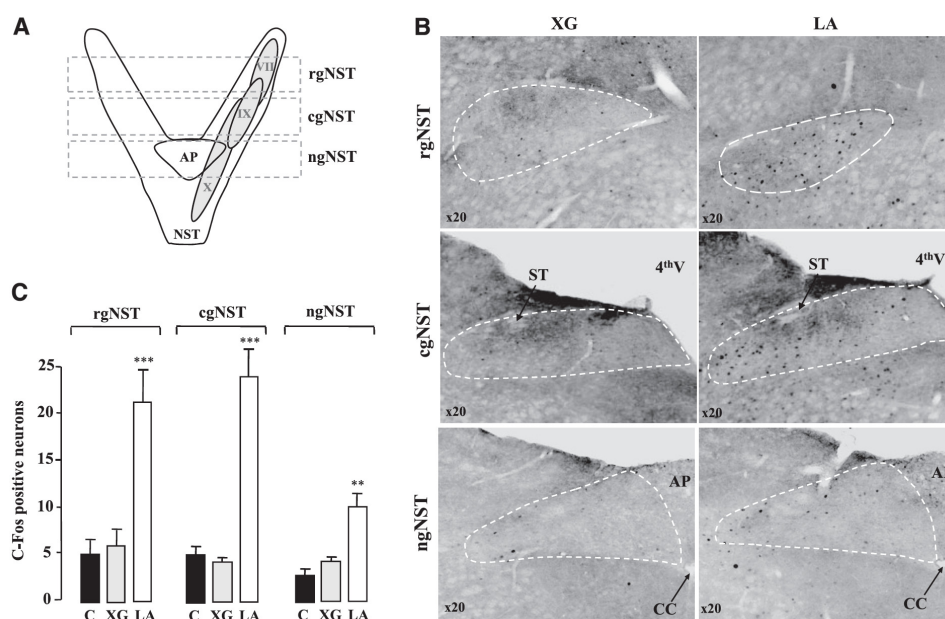 A
VII
rgNST
IX
cgNST
AP
ngNST
X
NST
B
XG
LA
rgNST
x20
x20
cgNST
ST
4thV
x20
ST
4thV
x20
ngNST
AP
CC
x20
A
CC
x20
C
rgNST
cgNST
ngNST
C-Fos positive neurons
25
20
15
10
5
0
***
***
**
C XG LA
C XG LA
C XG LA